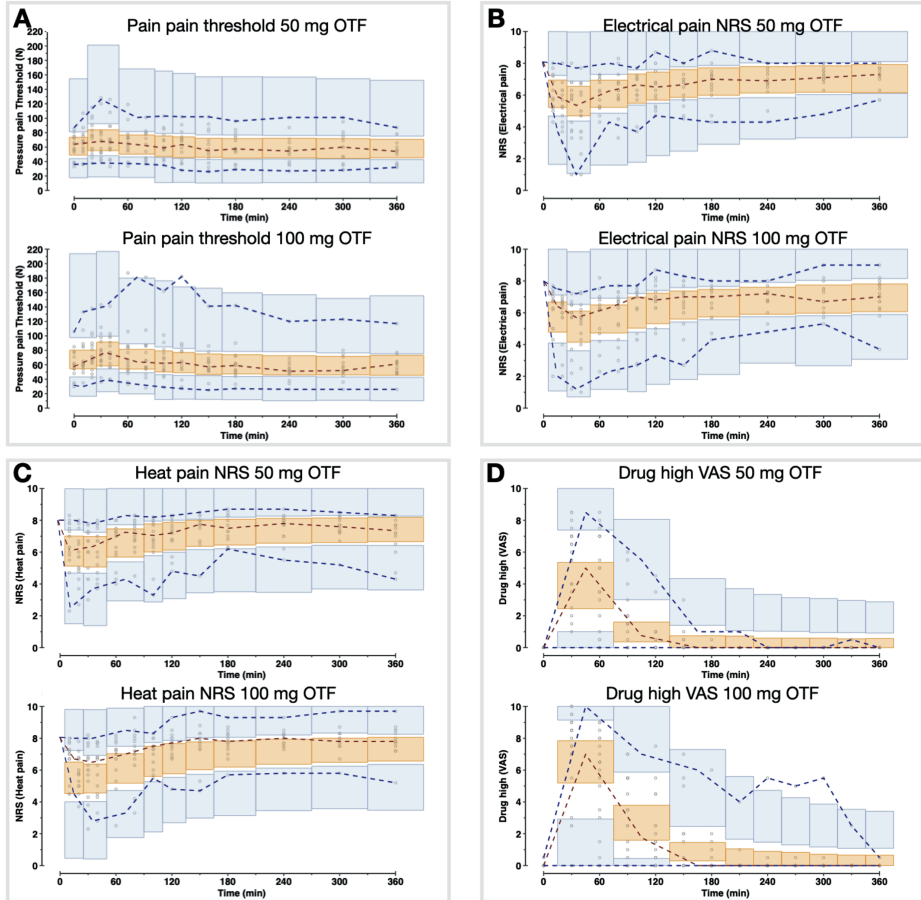 A
Pain pain threshold 50 mg OTF
Pressure pain Threshold (N)
220
200
180
160
140
120
100
80
60
40
20
0
0 60 120 180 240 300 360
Time (min)
Pain pain threshold 100 mg OTF
Pressure pain Threshold (N)
220
200
180
160
140
120
100
80
60
40
20
0
0 60 120 180 240 300 360
Time (min)
B
Electrical pain NRS 50 mg OTF
NRS (Electrical pain)
10
8
6
4
2
0
0 60 120 180 240 300 360
Time (min)
Electrical pain NRS 100 mg OTF
NRS (Electrical pain)
10
8
6
4
2
0
0 60 120 180 240 300 360
Time (min)
C
Heat pain NRS 50 mg OTF
NRS (Heat pain)
10
8
6
4
2
0
0 60 120 180 240 300 360
Time (min)
Heat pain NRS 100 mg OTF
NRS (Heat pain)
10
8
6
4
2
0
0 60 120 180 240 300 360
Time (min)
D
Drug high VAS 50 mg OTF
Drug high (VAS)
10
8
6
4
2
0
0 60 120 180 240 300 360
Time (min)
Drug high VAS 100 mg OTF
Drug high (VAS)
10
8
6
4
2
0
0 60 120 180 240 300 360
Time (min)